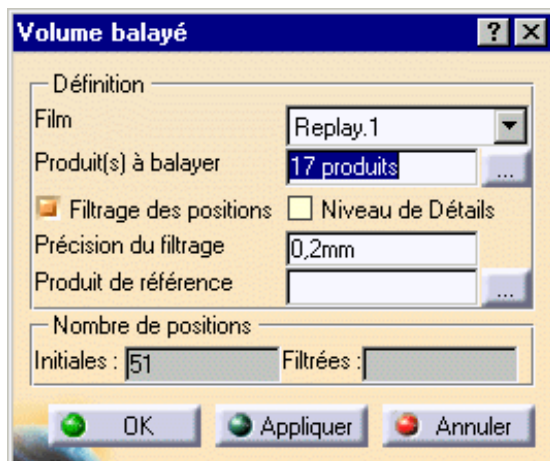 Volume balayé
? X
Définition
Film Replay.1
Produit(s) à balayer 17 produits ...
Filtrage des positions Niveau de Détails
Précision du filtrage 0,2mm
Produit de référence ...
Nombre de positions
Initiales : 51 Filtrées :
OK Appliquer Annuler